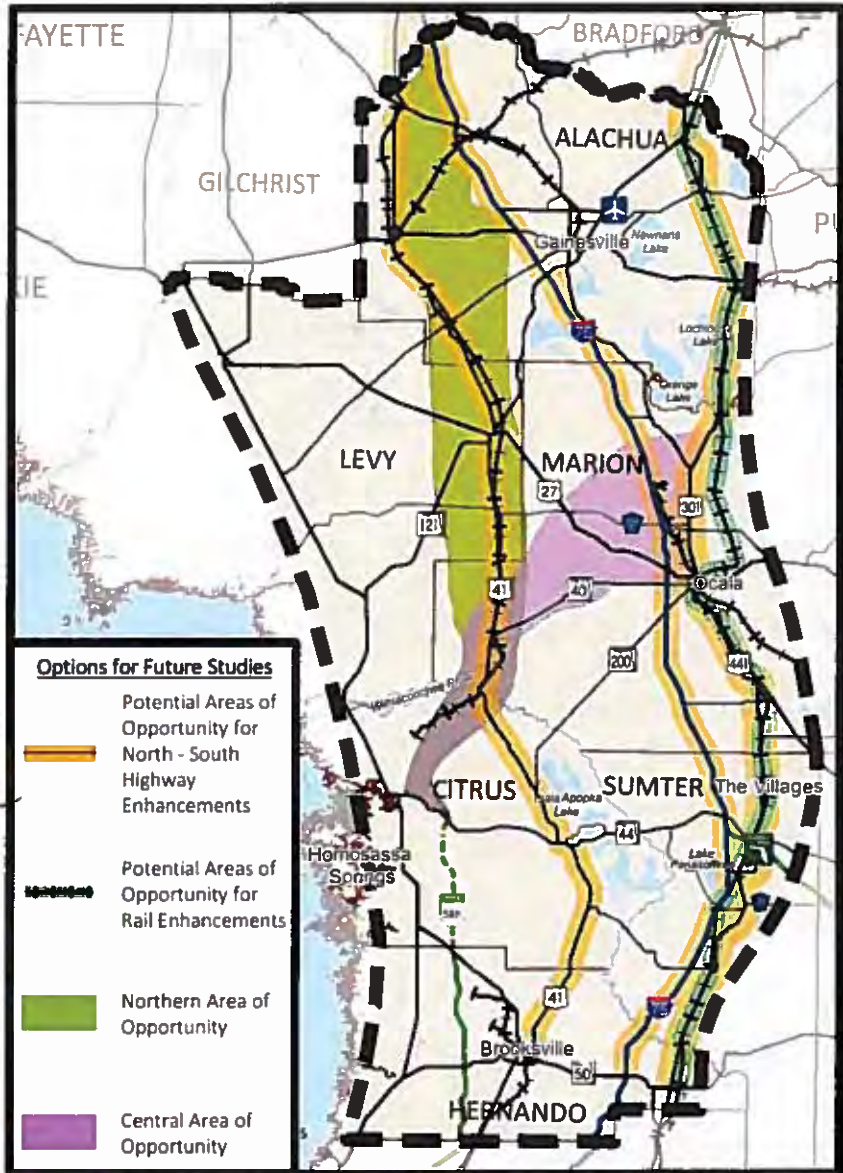 FAYETTE
BRADFORD
ALACHUA
GILCHRIST
Gainesville
Newnans
Lake
Lochloosa
Lake
Orange
Lake
LEVY
MARION
27
301
121
41
40
Ocala
200
441
Options for Future Studies
Potential Areas of
Opportunity for
North - South
Highway
Enhancements
Potential Areas of
Opportunity for
Rail Enhancements
Northern Area of
Opportunity
Central Area of
Opportunity
CITRUS
SUMTER
The Villages
Apopka
Lake
44
Lake
Homosassa
Springs
41
Brooksville
50
HERNANDO